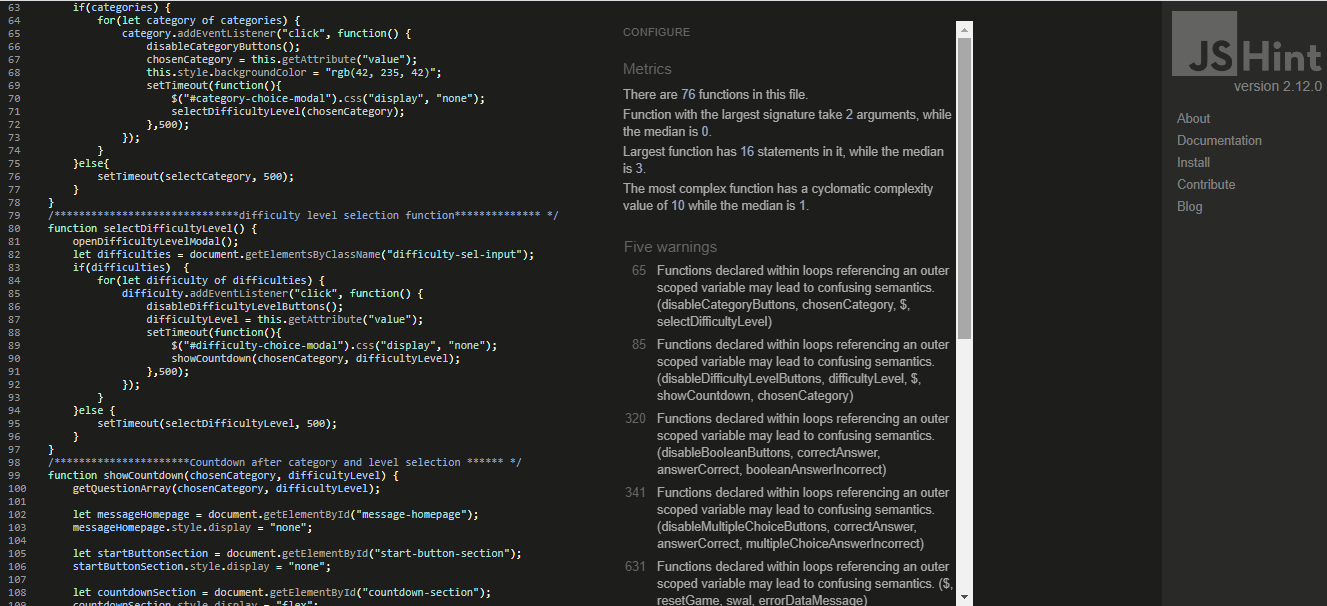 63 if(categories) {
64 for(let category of categories) {
65 category.addEventListener("click", function() {
66 disableCategoryButtons();
67 chosenCategory = this.getAttribute("value");
68 this.style.backgroundColor = "rgb(42, 235, 42)";
69 setTimeout(function(){
70 $("#category-choice-modal").css("display", "none");
71 selectDifficultyLevel(chosenCategory);
72 },500);
73 });
74 }
75 }else{
76 setTimeout(selectCategory, 500);
77 }
78 }
79 /******************************difficulty level selection function************** */
80 function selectDifficultyLevel() {
81 openDifficultyLevelModal();
82 let difficulties = document.getElementsByClassName("difficulty-sel-input");
83 if(difficulties) {
84 for(let difficulty of difficulties) {
85 difficulty.addEventListener("click", function() {
86 disableDifficultyLevelButtons();
87 difficultyLevel = this.getAttribute("value");
88 setTimeout(function(){
89 $("#difficulty-choice-modal").css("display", "none");
90 showCountdown(chosenCategory, difficultyLevel);
91 },500);
92 });
93 }
94 }else {
95 setTimeout(selectDifficultyLevel, 500);
96 }
97 }
98 /**********************Countdown after category and level selection ****** */
99 function showCountdown(chosenCategory, difficultyLevel) {
100 getQuestionArray(chosenCategory, difficultyLevel);
101
102 let messageHomepage = document.getElementById("message-homepage");
103 messageHomepage.style.display = "none";
104
105 let startButtonSection = document.getElementById("start-button-section");
106 startButtonSection.style.display = "none";
107
108 let countdownSection = document.getElementById("countdown-section");
109 countdownSection.style.display = "flex";
CONFIGURE
Metrics
There are 76 functions in this file.
Function with the largest signature take 2 arguments, while
the median is 0.
Largest function has 16 statements in it, while the median
is 3.
The most complex function has a cyclomatic complexity
value of 10 while the median is 1.
Five warnings
65 Functions declared within loops referencing an outer
scoped variable may lead to confusing semantics.
(disableCategoryButtons, chosenCategory, $,
selectDifficultyLevel)
85 Functions declared within loops referencing an outer
scoped variable may lead to confusing semantics.
(disableDifficultyLevelButtons, difficultyLevel, $,
showCountdown, chosenCategory)
320 Functions declared within loops referencing an outer
scoped variable may lead to confusing semantics.
(disableBooleanButtons, correctAnswer,
answerCorrect, booleanAnswerIncorrect)
341 Functions declared within loops referencing an outer
scoped variable may lead to confusing semantics.
(disableMultipleChoiceButtons, correctAnswer,
answerCorrect, multipleChoiceAnswerIncorrect)
631 Functions declared within loops referencing an outer
scoped variable may lead to confusing semantics. ($,
resetGame, swal, errorDataMessage)
JSHint
version 2.12.0
About
Documentation
Install
Contribute
Blog